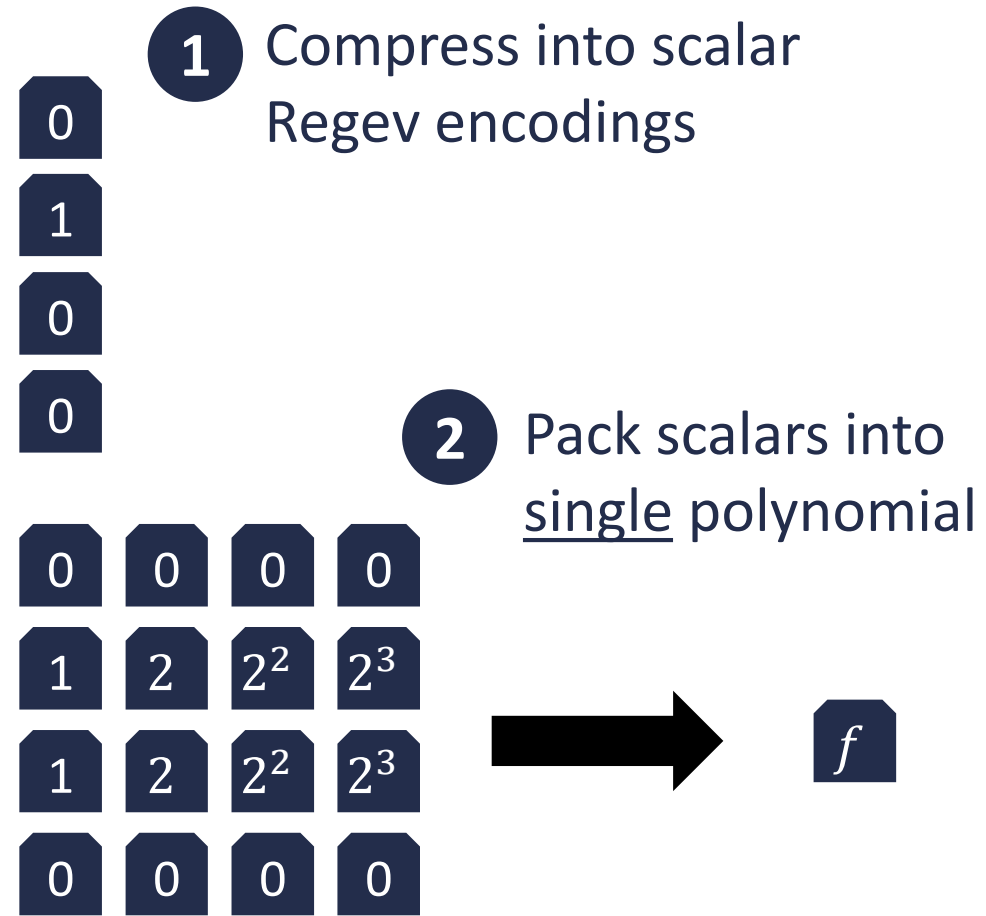 1 Compress into scalar
Regev encodings
0
1
0
0
2 Pack scalars into
single polynomial
0 0 0 0
1 2 2² 2³
1 2 2² 2³
f
0 0 0 0